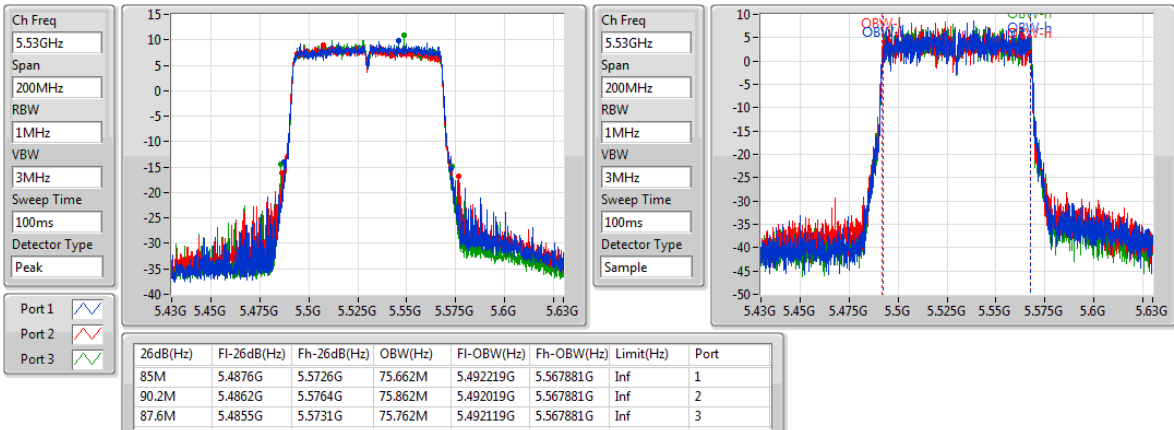 Ch Freq
5.53GHz
Span
200MHz
RBW
1MHz
VBW
3MHz
Sweep Time
100ms
Detector Type
Peak
Port 1
Port 2
Port 3
15
10
5
0
-5
-10
-15
-20
-25
-30
-35
-40
5.43G 5.45G 5.475G 5.5G 5.525G 5.55G 5.575G 5.6G 5.63G
Ch Freq
5.53GHz
Span
200MHz
RBW
1MHz
VBW
3MHz
Sweep Time
100ms
Detector Type
Sample
10
5
0
-5
-10
-15
-20
-25
-30
-35
-40
-45
-50
OBW-h
OBW-h
5.43G 5.45G 5.475G 5.5G 5.525G 5.55G 5.575G 5.6G 5.63G
26dB(Hz) Fl-26dB(Hz) Fh-26dB(Hz) OBW(Hz) Fl-OBW(Hz) Fh-OBW(Hz) Limit(Hz) Port
85M 5.4876G 5.5726G 75.662M 5.492219G 5.567881G Inf 1
90.2M 5.4862G 5.5764G 75.862M 5.492019G 5.567881G Inf 2
87.6M 5.4855G 5.5731G 75.762M 5.492119G 5.567881G Inf 3